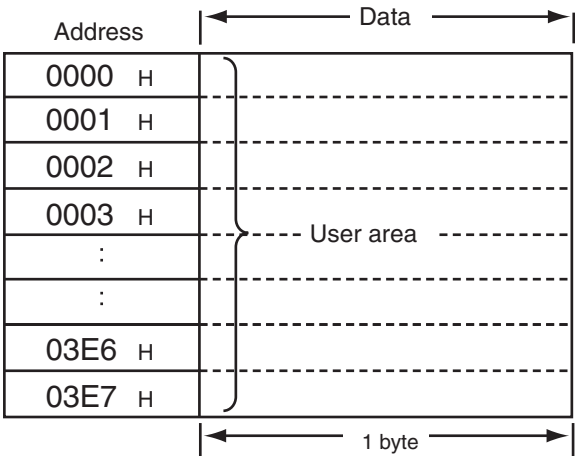 Address Data
0000 H
0001 H
0002 H
0003 H
User area
:
:
03E6 H
03E7 H
1 byte